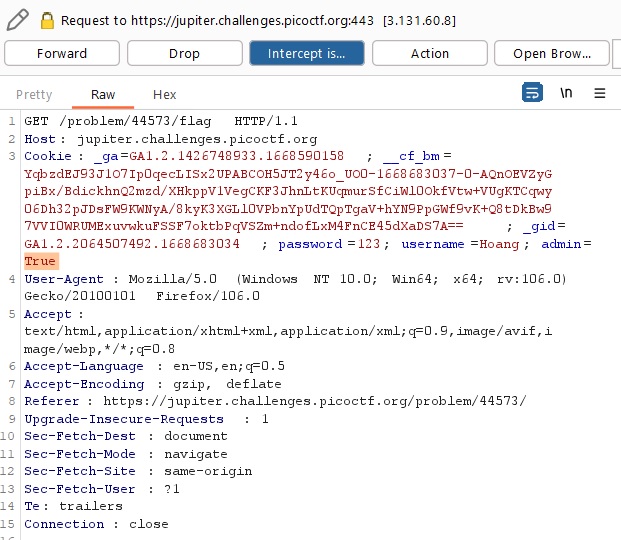 Request to https://jupiter.challenges.picoctf.org:443 [3.131.60.8]
Forward Drop Intercept is... Action Open Brow...
Pretty Raw Hex \n
1 GET /problem/44573/flag HTTP/1.1
2 Host: jupiter.challenges.picoctf.org
3 Cookie : _ga=GA1.2.1426748933.1668590158 ; __cf_bm =
YqbzdEJ93J1O7IpOqecLISx2UPABCOH5JT2y46o_UOO-1668683037-0-AQnOEVZyG
piBx/BdickhnQ2mzd/XHkppV1VegCKF3JhnLtKUqmurSfCiWlOOkfVtw+VUgKTCqwy
O6Dh32pJDsFW9KWNyA/8kyK3XGLlOVPbnYpUdTQpTgaV+hYN9PpGWf9vK+Q8tDkBw9
7VVIOWRUMExuvwkuFSSF7oktbPqVSZm+ndofLxM4FnCE45dXaDS7A== ; _gid=
GA1.2.2064507492.1668683034 ; password=123; username=Hoang; admin=
True
4 User-Agent : Mozilla/5.0 (Windows NT 10.0; Win64; x64; rv:106.0)
Gecko/20100101 Firefox/106.0
5 Accept :
text/html,application/xhtml+xml,application/xml;q=0.9,image/avif,i
mage/webp,*/*;q=0.8
6 Accept-Language : en-US,en;q=0.5
7 Accept-Encoding : gzip, deflate
8 Referer : https://jupiter.challenges.picoctf.org/problem/44573/
9 Upgrade-Insecure-Requests : 1
10 Sec-Fetch-Dest : document
11 Sec-Fetch-Mode : navigate
12 Sec-Fetch-Site : same-origin
13 Sec-Fetch-User : ?1
14 Te: trailers
15 Connection : close